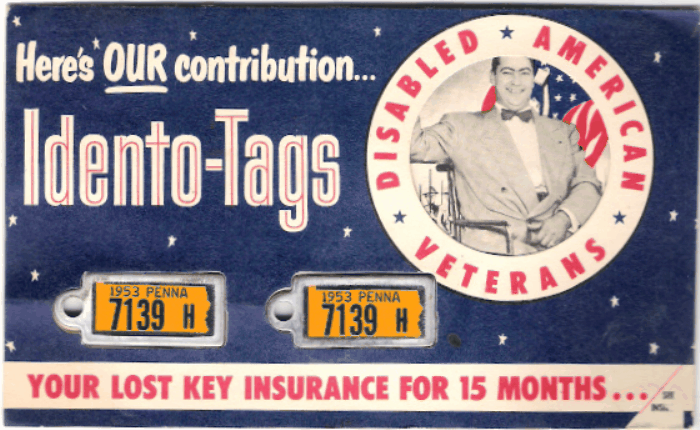 Here's OUR contribution...
Idento-Tags
DISABLED AMERICAN VETERANS
1953 PENNA
7139 H
1953 PENNA
7139 H
YOUR LOST KEY INSURANCE FOR 15 MONTHS...